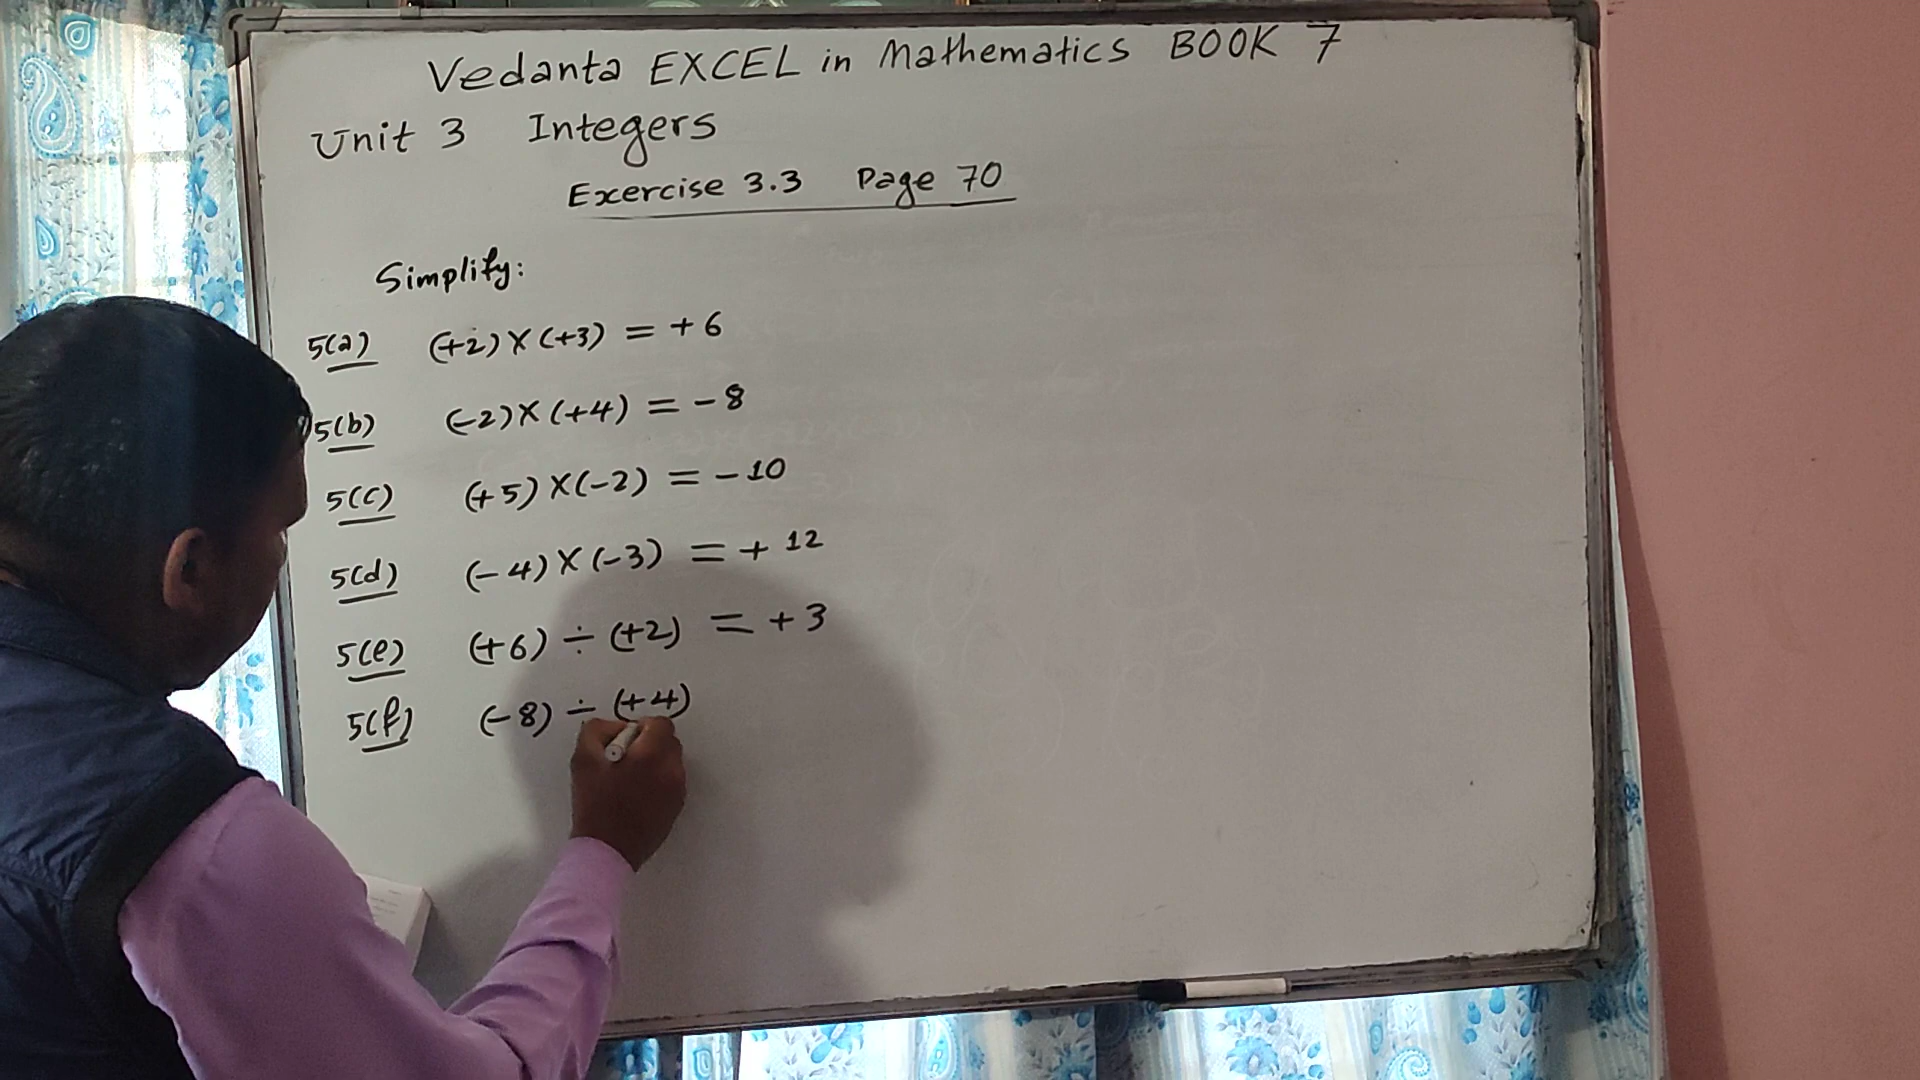 Vedanta EXCEL in Mathematics BOOK 7
Unit 3 Integers
Exercise 3.3 Page 70
Simplify:
5(a) (+2) × (+3) = +6
5(b) (-2) × (+4) = -8
5(c) (+5) × (-2) = -10
5(d) (-4) × (-3) = +12
5(e) (+6) ÷ (+2) = +3
5(f) (-8) ÷ (+4)